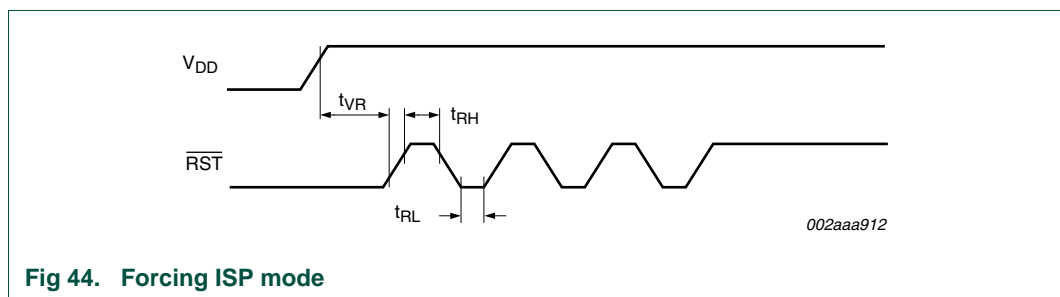 VDD
tVR
tRH
RST
tRL
002aaa912
Fig 44. Forcing ISP mode